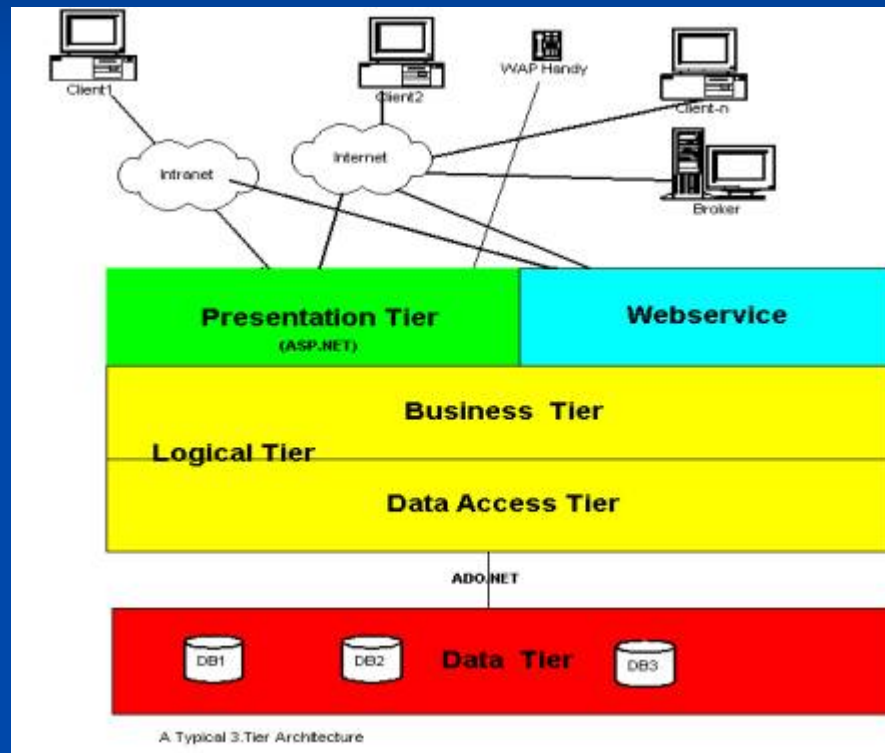 Client1
Client2
WAP Handy
Client-n
Intranet
Internet
Broker
Presentation Tier
(ASP.NET)
Webservice
Business Tier
Logical Tier
Data Access Tier
ADO.NET
DB1
DB2
Data Tier
DB3
A Typical 3.Tier Architecture